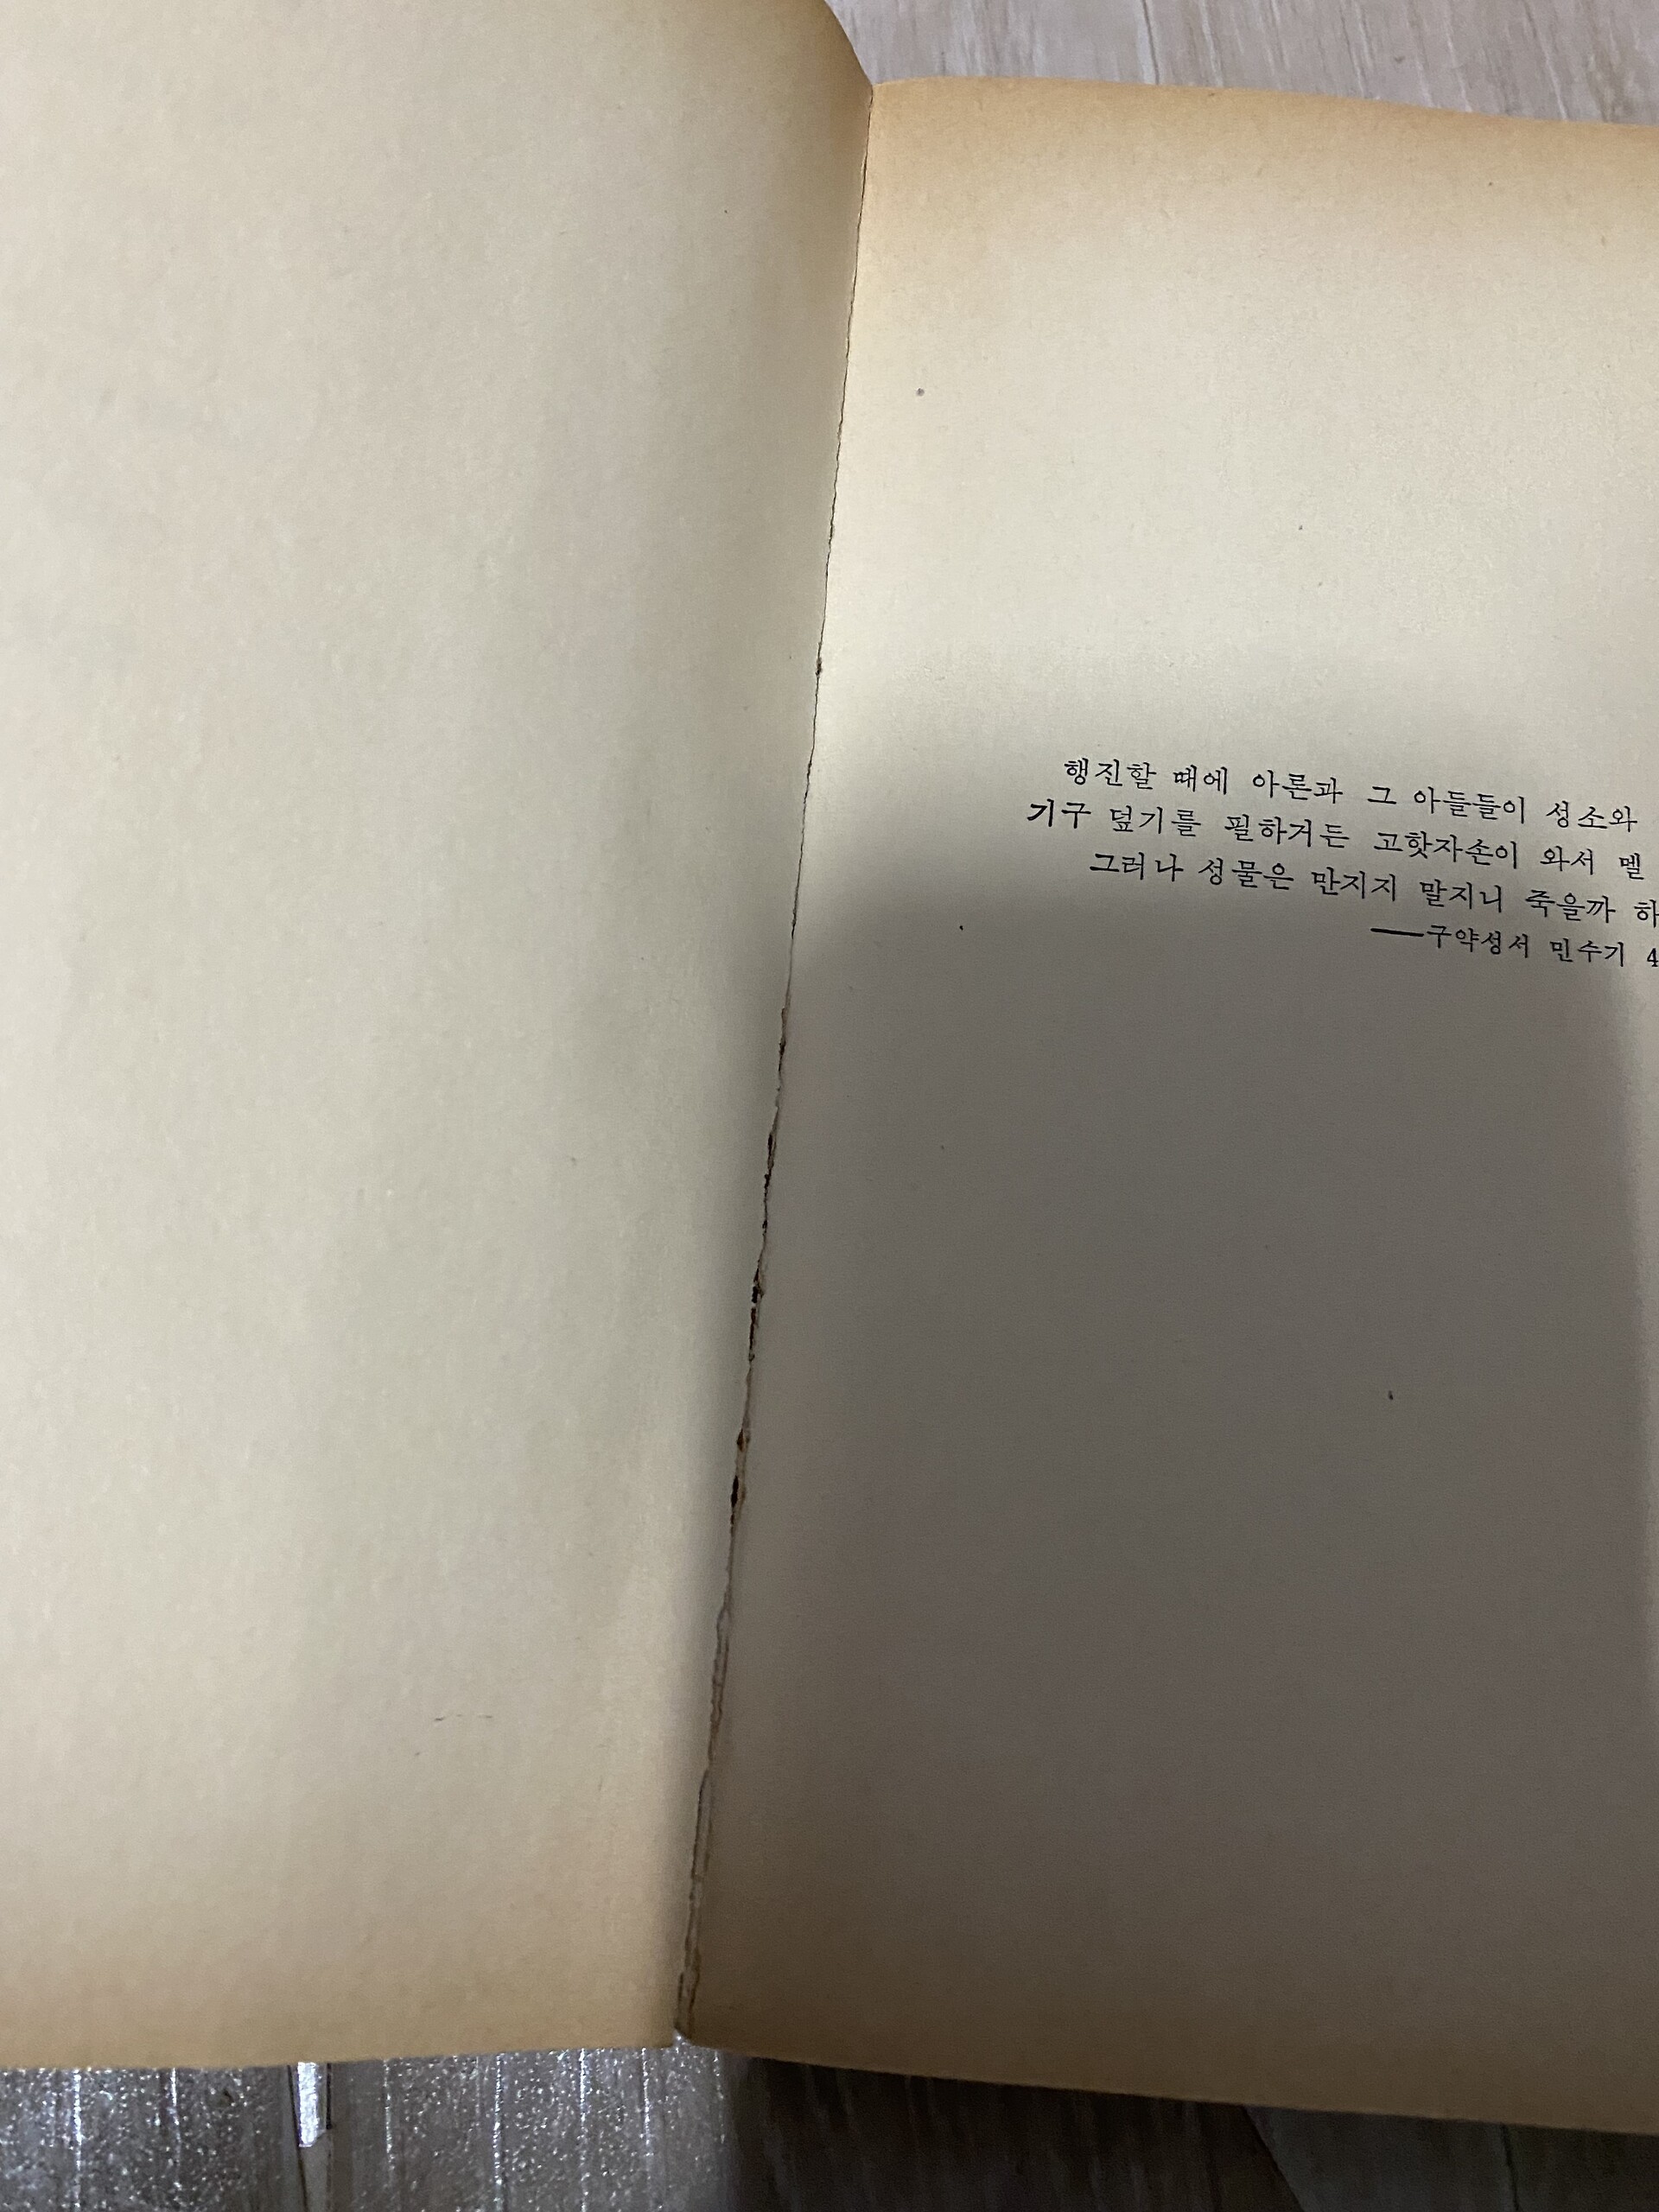 행진할 때에 아론과 그 아들들이 성소와
기구 덮기를 필하거든 고핫자손이 와서 멜
그러나 성물은 만지지 말지니 죽을까 하
──구약성서 민수기 4